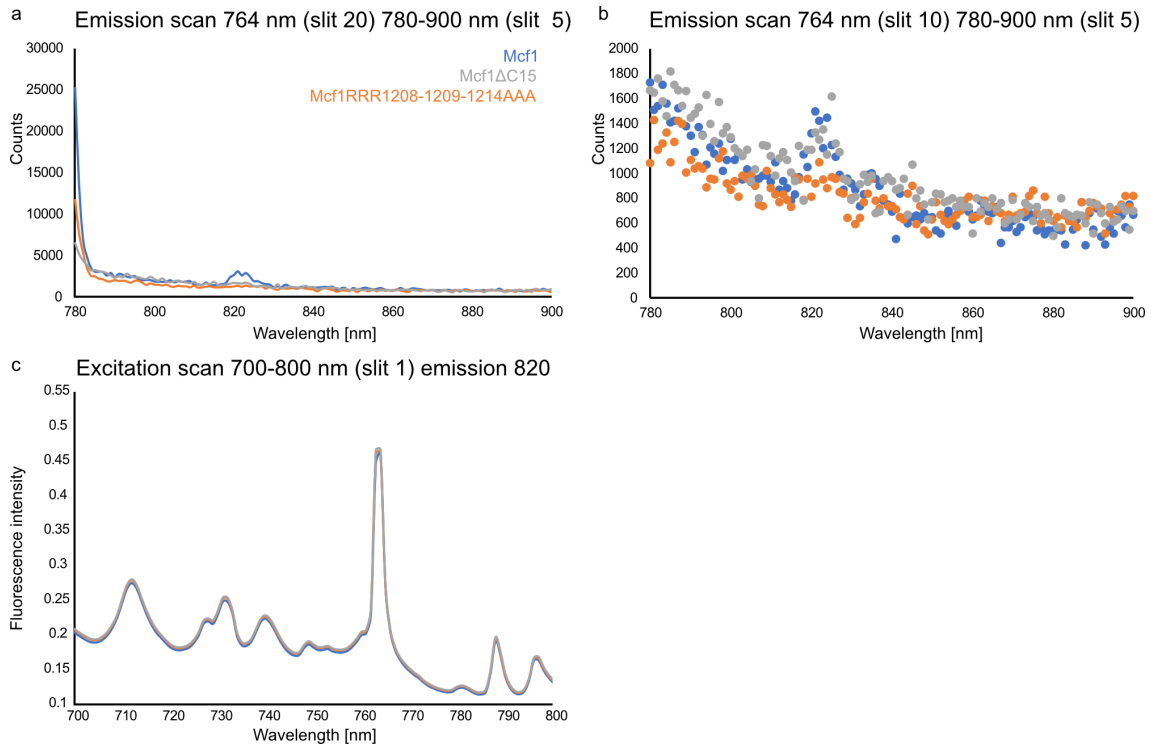 a
Emission scan 764 nm (slit 20) 780-900 nm (slit 5)
30000
25000
20000
15000
10000
5000
0
Counts
Mcf1
Mcf1ΔC15
Mcf1RRR1208-1209-1214AAA
780 800 820 840 860 880 900
Wavelength [nm]
b
Emission scan 764 nm (slit 10) 780-900 nm (slit 5)
2000
1800
1600
1400
1200
1000
800
600
400
200
0
Counts
780 800 820 840 860 880 900
Wavelength [nm]
c
Excitation scan 700-800 nm (slit 1) emission 820
0.55
0.5
0.45
0.4
0.35
0.3
0.25
0.2
0.15
0.1
Fluorescence intensity
700 710 720 730 740 750 760 770 780 790 800
Wavelength [nm]